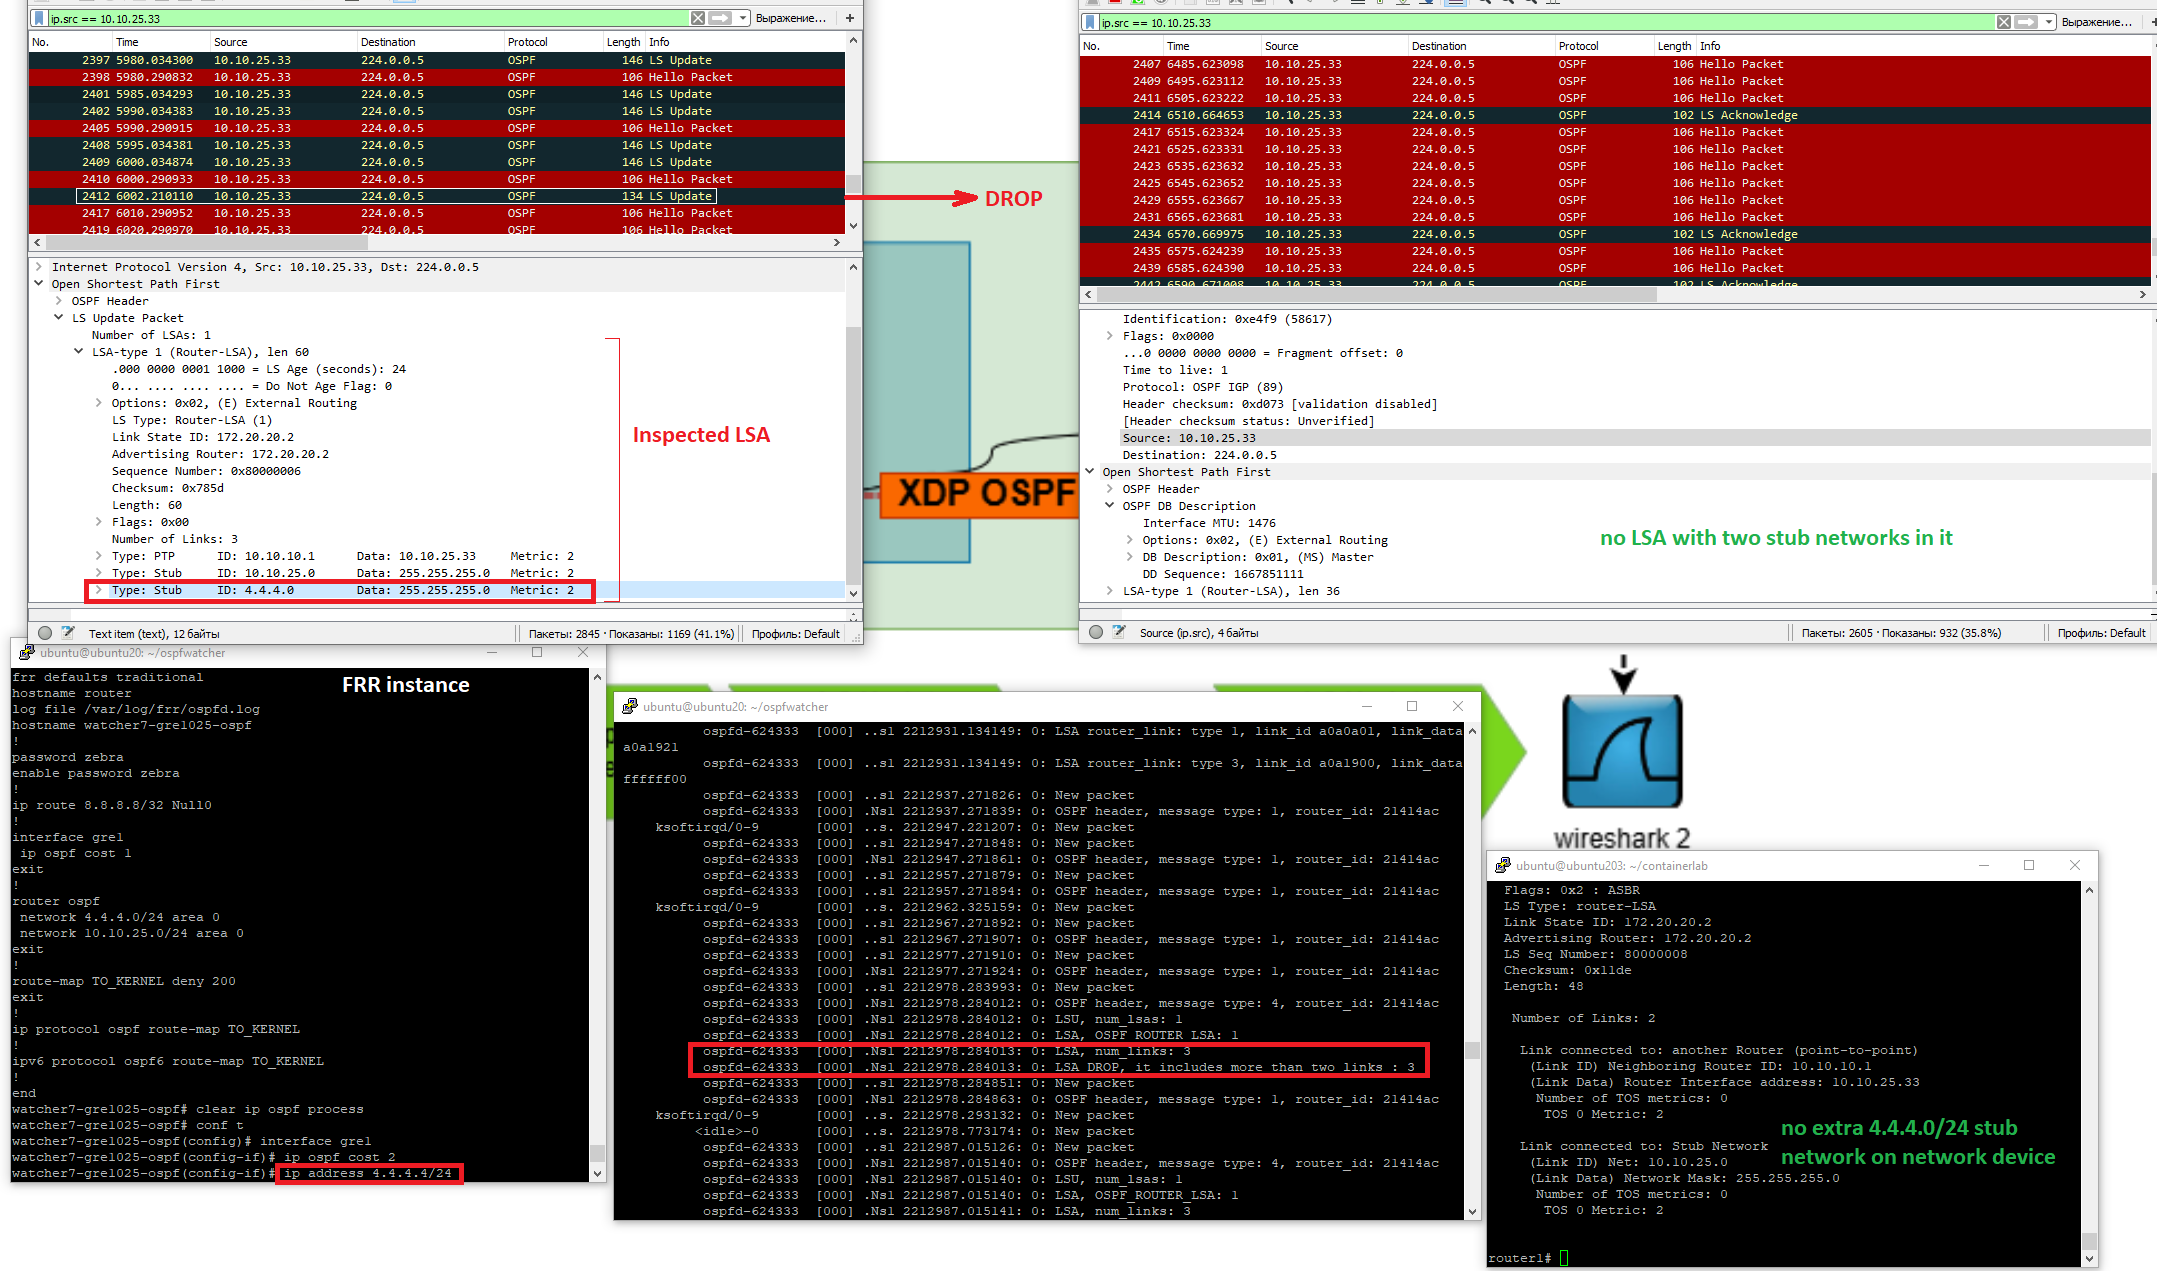 ip.src == 10.10.25.33
Выражение… +
No. Time Source Destination Protocol Length Info
2397 5980.034300 10.10.25.33 224.0.0.5 OSPF 146 LS Update
2398 5980.290832 10.10.25.33 224.0.0.5 OSPF 106 Hello Packet
2401 5985.034293 10.10.25.33 224.0.0.5 OSPF 146 LS Update
2402 5990.034383 10.10.25.33 224.0.0.5 OSPF 146 LS Update
2405 5990.290915 10.10.25.33 224.0.0.5 OSPF 106 Hello Packet
2408 5995.034381 10.10.25.33 224.0.0.5 OSPF 146 LS Update
2409 6000.034874 10.10.25.33 224.0.0.5 OSPF 146 LS Update
2410 6000.290933 10.10.25.33 224.0.0.5 OSPF 106 Hello Packet
2412 6002.210110 10.10.25.33 224.0.0.5 OSPF 134 LS Update
2417 6010.290952 10.10.25.33 224.0.0.5 OSPF 106 Hello Packet
2419 6020.290970 10.10.25.33 224.0.0.5 OSPF 106 Hello Packet
DROP
Internet Protocol Version 4, Src: 10.10.25.33, Dst: 224.0.0.5
Open Shortest Path First
OSPF Header
LS Update Packet
Number of LSAs: 1
LSA-type 1 (Router-LSA), len 60
.000 0000 0001 1000 = LS Age (seconds): 24
0... .... .... .... = Do Not Age Flag: 0
Options: 0x02, (E) External Routing
LS Type: Router-LSA (1)
Link State ID: 172.20.20.2
Advertising Router: 172.20.20.2
Sequence Number: 0x80000006
Checksum: 0x785d
Length: 60
Flags: 0x00
Number of Links: 3
Type: PTP ID: 10.10.10.1 Data: 10.10.25.33 Metric: 2
Type: Stub ID: 10.10.25.0 Data: 255.255.255.0 Metric: 2
Type: Stub ID: 4.4.4.0 Data: 255.255.255.0 Metric: 2
Inspected LSA
Text item (text), 12 байты
Пакеты: 2845 · Показаны: 1169 (41.1%)
Профиль: Default
XDP OSPF
ip.src == 10.10.25.33
Выражение… +
No. Time Source Destination Protocol Length Info
2407 6485.623098 10.10.25.33 224.0.0.5 OSPF 106 Hello Packet
2409 6495.623112 10.10.25.33 224.0.0.5 OSPF 106 Hello Packet
2411 6505.623222 10.10.25.33 224.0.0.5 OSPF 106 Hello Packet
2414 6510.664653 10.10.25.33 224.0.0.5 OSPF 102 LS Acknowledge
2417 6515.623324 10.10.25.33 224.0.0.5 OSPF 106 Hello Packet
2421 6525.623331 10.10.25.33 224.0.0.5 OSPF 106 Hello Packet
2423 6535.623632 10.10.25.33 224.0.0.5 OSPF 106 Hello Packet
2425 6545.623652 10.10.25.33 224.0.0.5 OSPF 106 Hello Packet
2429 6555.623667 10.10.25.33 224.0.0.5 OSPF 106 Hello Packet
2431 6565.623681 10.10.25.33 224.0.0.5 OSPF 106 Hello Packet
2434 6570.669975 10.10.25.33 224.0.0.5 OSPF 102 LS Acknowledge
2435 6575.624239 10.10.25.33 224.0.0.5 OSPF 106 Hello Packet
2439 6585.624390 10.10.25.33 224.0.0.5 OSPF 106 Hello Packet
2442 6590.671008 10.10.25.33 224.0.0.5 OSPF 102 LS Acknowledge
Identification: 0xe4f9 (58617)
Flags: 0x0000
...0 0000 0000 0000 = Fragment offset: 0
Time to live: 1
Protocol: OSPF IGP (89)
Header checksum: 0xd073 [validation disabled]
[Header checksum status: Unverified]
Source: 10.10.25.33
Destination: 224.0.0.5
Open Shortest Path First
OSPF Header
OSPF DB Description
Interface MTU: 1476
Options: 0x02, (E) External Routing
DB Description: 0x01, (MS) Master
DD Sequence: 1667851111
LSA-type 1 (Router-LSA), len 36
no LSA with two stub networks in it
Source (ip.src), 4 байты
Пакеты: 2605 · Показаны: 932 (35.8%)
Профиль: Default
ubuntu@ubuntu20: ~/ospfwatcher
FRR instance
frr defaults traditional
hostname router
log file /var/log/frr/ospfd.log
hostname watcher7-gre1025-ospf
!
password zebra
enable password zebra
!
ip route 8.8.8.8/32 Null0
!
interface gre1
ip ospf cost 1
exit
!
router ospf
network 4.4.4.0/24 area 0
network 10.10.25.0/24 area 0
exit
!
route-map TO_KERNEL deny 200
exit
!
ip protocol ospf route-map TO_KERNEL
!
ipv6 protocol ospf6 route-map TO_KERNEL
!
end
watcher7-gre1025-ospf# clear ip ospf process
watcher7-gre1025-ospf# conf t
watcher7-gre1025-ospf(config)# interface gre1
watcher7-gre1025-ospf(config-if)# ip ospf cost 2
watcher7-gre1025-ospf(config-if)# ip address 4.4.4.4/24
ubuntu@ubuntu20: ~/ospfwatcher
ospfd-624333 [000] ..s1 2212931.134149: 0: LSA router_link: type 1, link_id a0a0a01, link_data
a0a1921
ospfd-624333 [000] ..s1 2212931.134149: 0: LSA router_link: type 3, link_id a0a1900, link_data
ffffff00
ospfd-624333 [000] ..s1 2212937.271826: 0: New packet
ospfd-624333 [000] .Ns1 2212937.271839: 0: OSPF header, message type: 1, router_id: 21414ac
ksoftirqd/0-9 [000] ..s. 2212947.221207: 0: New packet
ospfd-624333 [000] ..s1 2212947.271848: 0: New packet
ospfd-624333 [000] .Ns1 2212947.271861: 0: OSPF header, message type: 1, router_id: 21414ac
ospfd-624333 [000] ..s1 2212957.271879: 0: New packet
ospfd-624333 [000] .Ns1 2212957.271894: 0: OSPF header, message type: 1, router_id: 21414ac
ksoftirqd/0-9 [000] ..s. 2212962.325159: 0: New packet
ospfd-624333 [000] ..s1 2212967.271892: 0: New packet
ospfd-624333 [000] .Ns1 2212967.271907: 0: OSPF header, message type: 1, router_id: 21414ac
ospfd-624333 [000] ..s1 2212977.271910: 0: New packet
ospfd-624333 [000] .Ns1 2212977.271924: 0: OSPF header, message type: 1, router_id: 21414ac
ospfd-624333 [000] ..s1 2212978.283993: 0: New packet
ospfd-624333 [000] .Ns1 2212978.284012: 0: OSPF header, message type: 4, router_id: 21414ac
ospfd-624333 [000] .Ns1 2212978.284012: 0: LSU, num_lsas: 1
ospfd-624333 [000] .Ns1 2212978.284012: 0: LSA, OSPF_ROUTER_LSA: 1
ospfd-624333 [000] .Ns1 2212978.284013: 0: LSA, num_links: 3
ospfd-624333 [000] .Ns1 2212978.284013: 0: LSA DROP, it includes more than two links : 3
ospfd-624333 [000] ..s1 2212978.284851: 0: New packet
ospfd-624333 [000] .Ns1 2212978.284863: 0: OSPF header, message type: 1, router_id: 21414ac
ksoftirqd/0-9 [000] ..s. 2212978.293132: 0: New packet
<idle>-0 [000] ..s. 2212978.773174: 0: New packet
ospfd-624333 [000] ..s1 2212987.015126: 0: New packet
ospfd-624333 [000] .Ns1 2212987.015140: 0: OSPF header, message type: 4, router_id: 21414ac
ospfd-624333 [000] .Ns1 2212987.015140: 0: LSU, num_lsas: 1
ospfd-624333 [000] .Ns1 2212987.015140: 0: LSA, OSPF_ROUTER_LSA: 1
ospfd-624333 [000] .Ns1 2212987.015141: 0: LSA, num_links: 3
wireshark 2
ubuntu@ubuntu203: ~/containerlab
Flags: 0x2 : ASBR
LS Type: router-LSA
Link State ID: 172.20.20.2
Advertising Router: 172.20.20.2
LS Seq Number: 80000008
Checksum: 0x11de
Length: 48
Number of Links: 2
Link connected to: another Router (point-to-point)
(Link ID) Neighboring Router ID: 10.10.10.1
(Link Data) Router Interface address: 10.10.25.33
Number of TOS metrics: 0
TOS 0 Metric: 2
Link connected to: Stub Network
(Link ID) Net: 10.10.25.0
(Link Data) Network Mask: 255.255.255.0
Number of TOS metrics: 0
TOS 0 Metric: 2
no extra 4.4.4.0/24 stub
network on network device
router1#